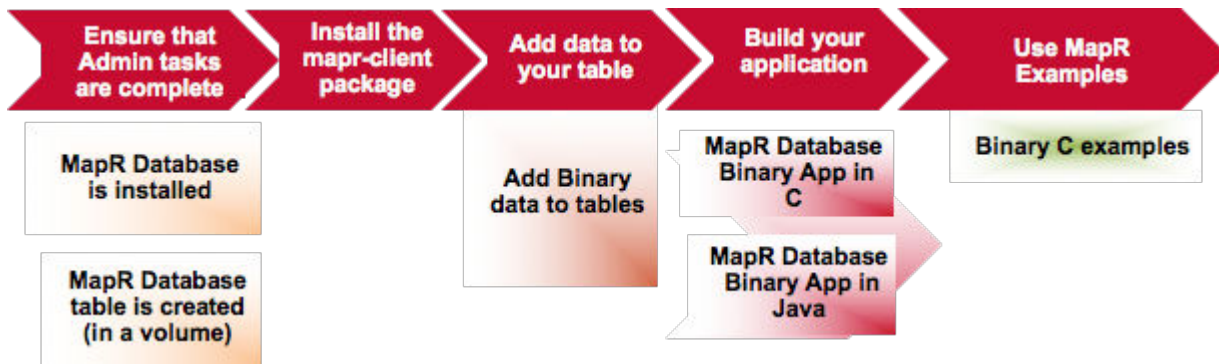 Ensure that
Admin tasks
are complete
Install the
mapr-client
package
Add data to
your table
Build your
application
Use MapR
Examples
MapR Database
is installed
MapR Database
table is created
(in a volume)
Add Binary
data to tables
MapR Database
Binary App in
C
MapR Database
Binary App in
Java
Binary C examples